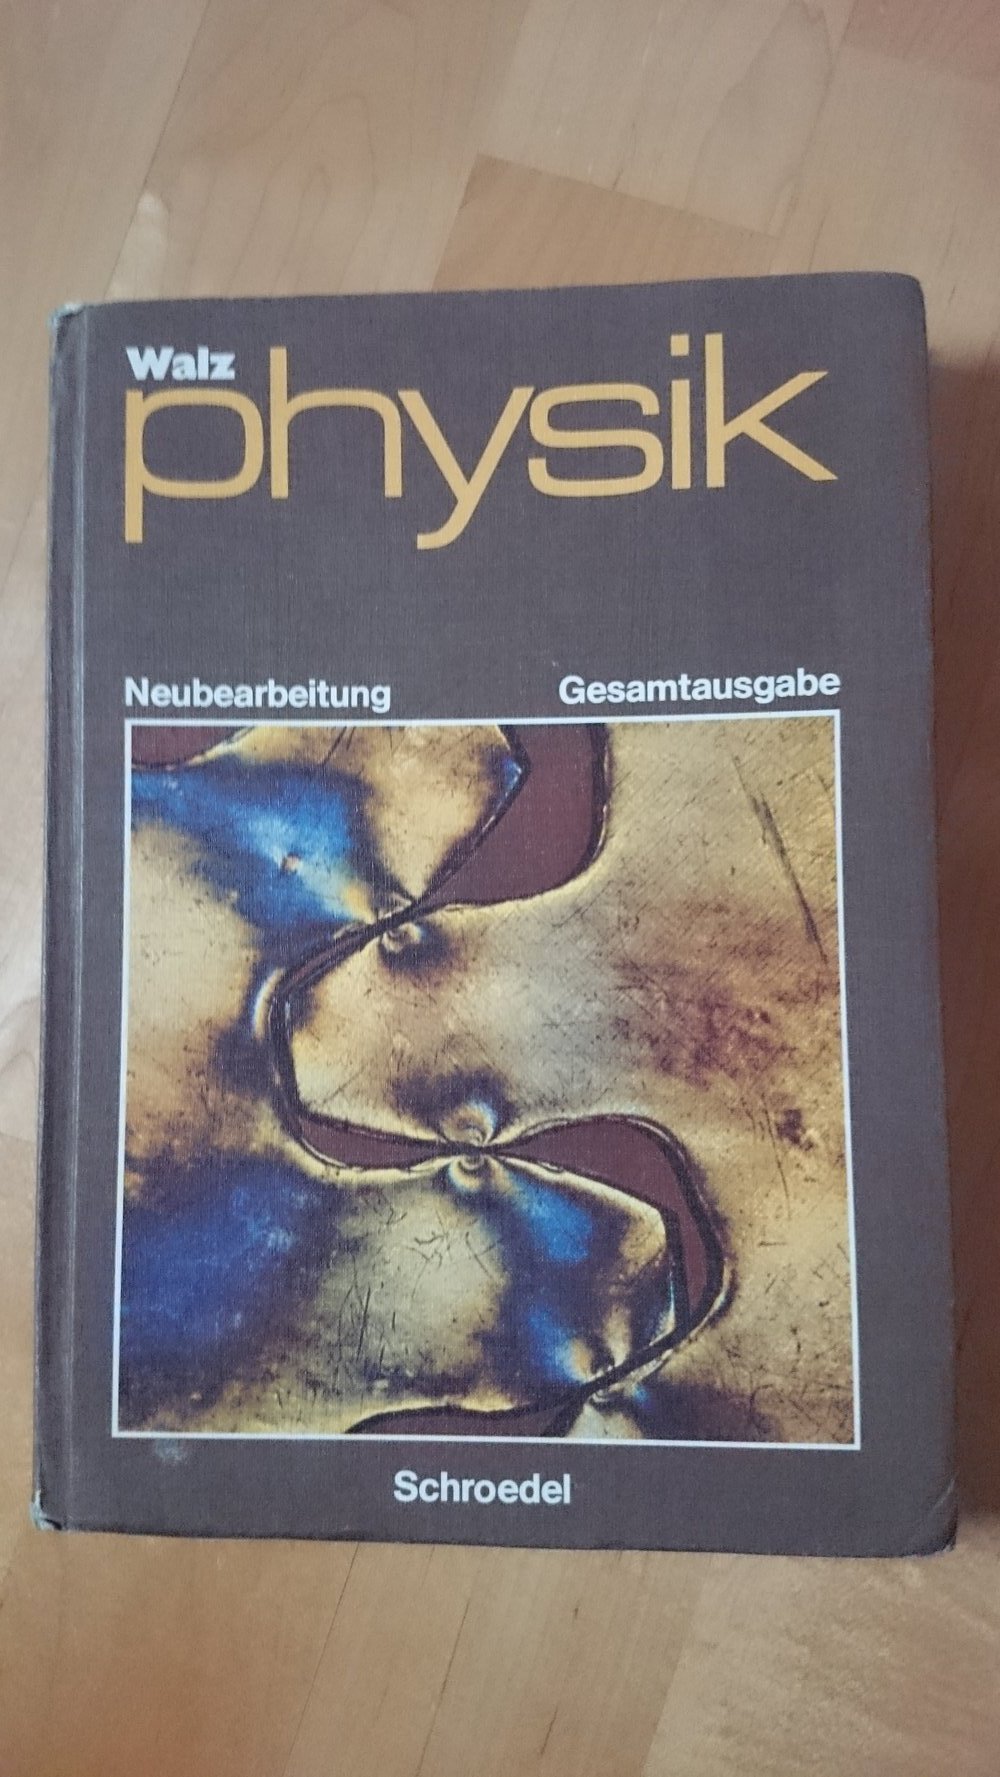 Walz
physik
Neubearbeitung Gesamtausgabe
Schroedel